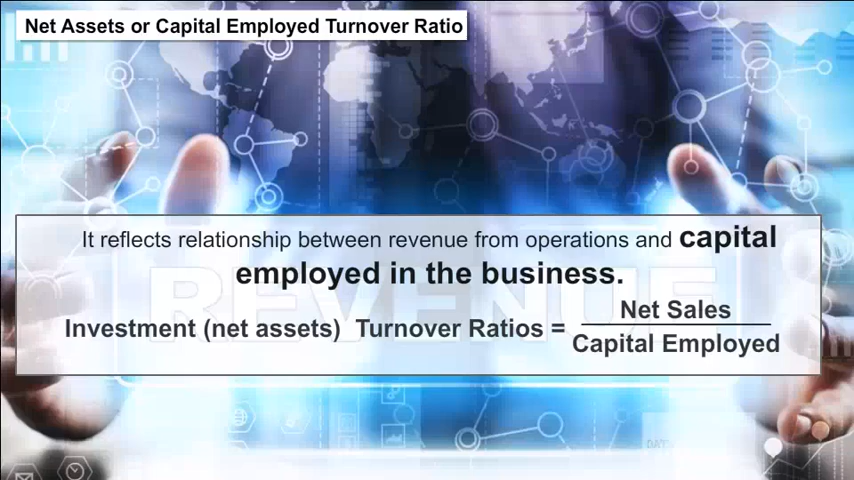 Net Assets or Capital Employed Turnover Ratio
It reflects relationship between revenue from operations and capital
employed in the business.
Investment (net assets) Turnover Ratios = Net Sales
Capital Employed
REVENUE